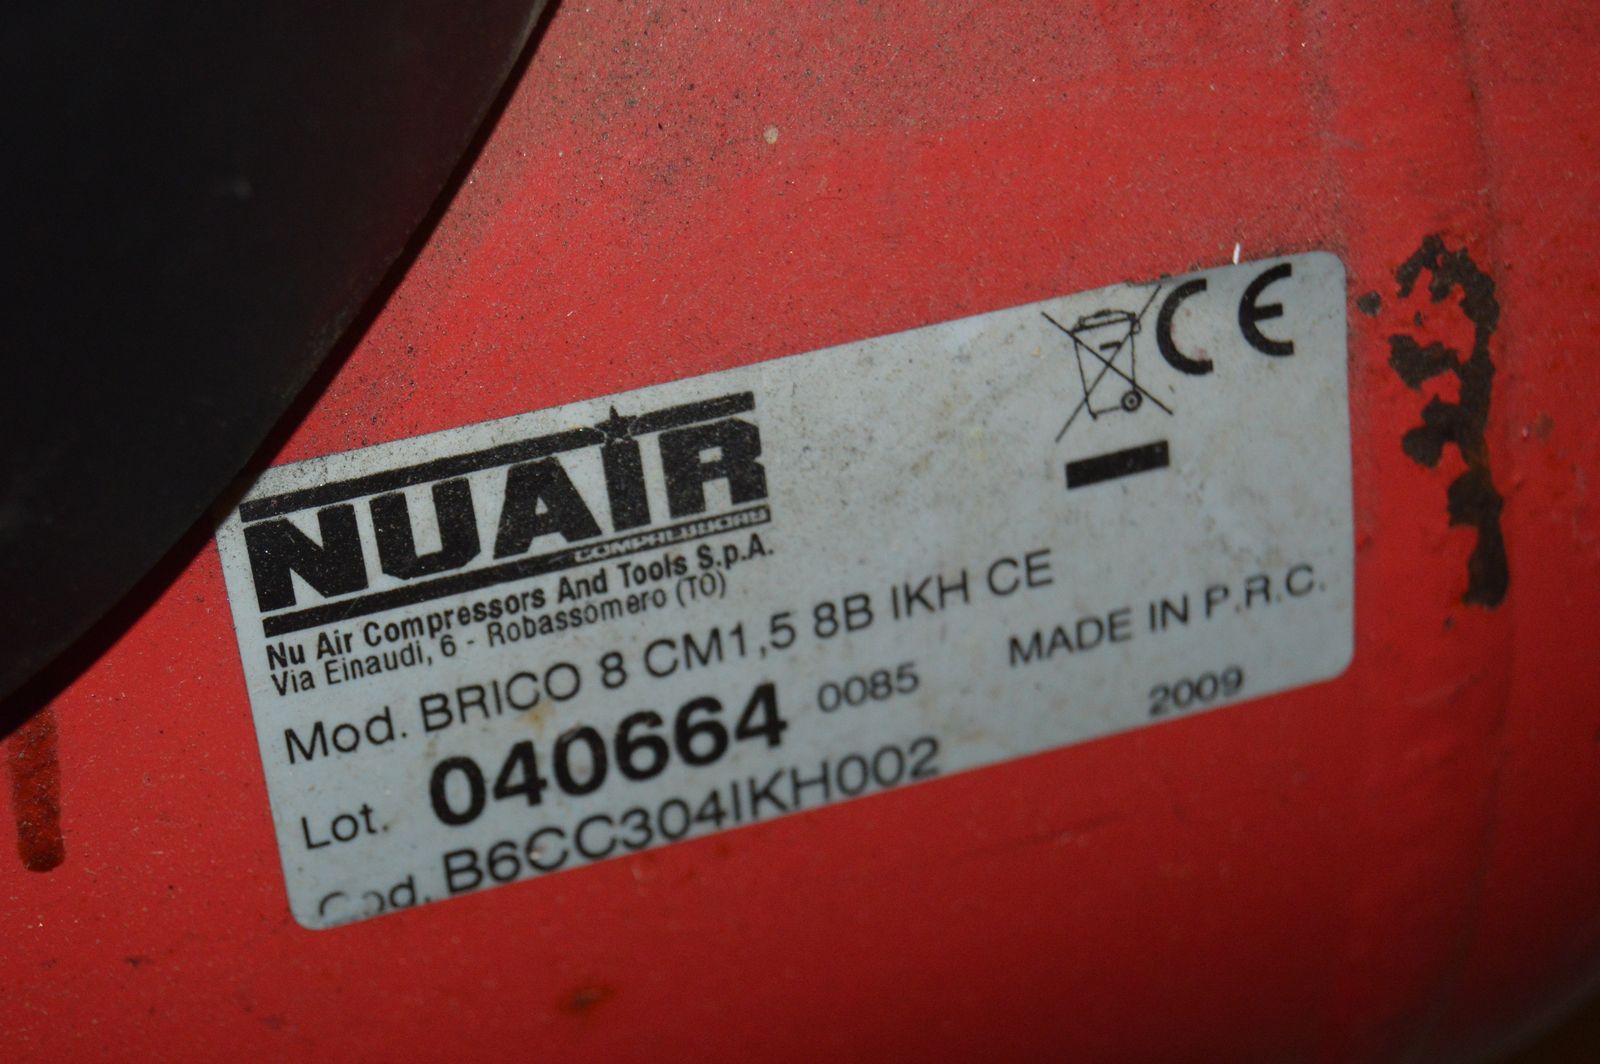 CE
NUAIR
COMPRESSORS
Nu Air Compressors And Tools S.p.A.
Via Einaudi, 6 - Robassomero (TO)
Mod. BRICO 8 CM1,5 8B IKH CE
Lot. 040664 0085 MADE IN P.R.C.
2009
Cod. B6CC304IKH002